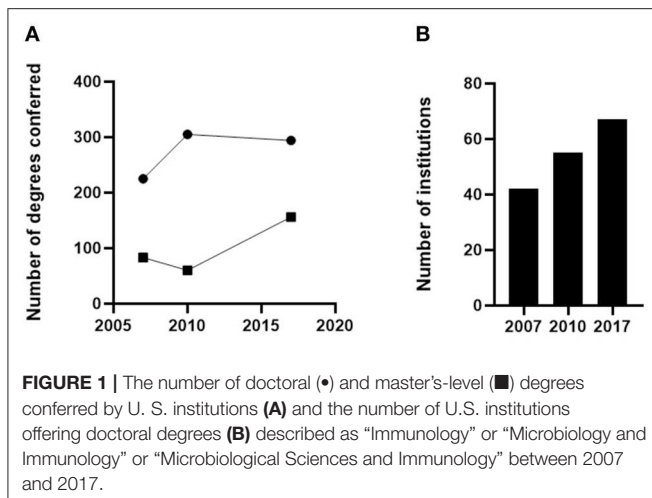 A
Number of degrees conferred
400
300
200
100
0
2005 2010 2015 2020
B
Number of institutions
80
60
40
20
0
2007 2010 2017
FIGURE 1 | The number of doctoral (●) and master's-level (■) degrees
conferred by U. S. institutions (A) and the number of U.S. institutions
offering doctoral degrees (B) described as “Immunology” or “Microbiology and
Immunology” or “Microbiological Sciences and Immunology” between 2007
and 2017.